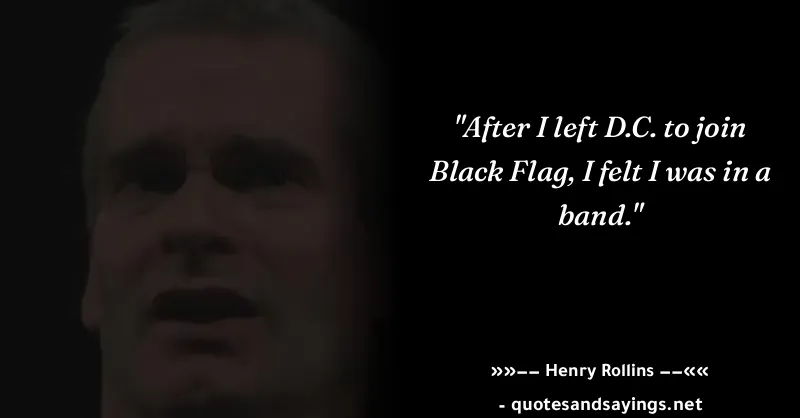 "After I left D.C. to join
Black Flag, I felt I was in a
band."
»»−− Henry Rollins −−««
- quotesandsayings.net